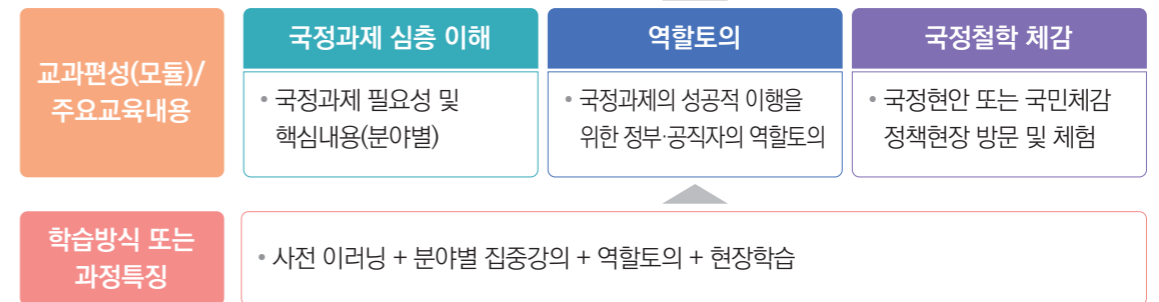 교과편성(모듈)/
주요교육내용
국정과제 심층 이해
• 국정과제 필요성 및
핵심내용(분야별)
역할토의
• 국정과제의 성공적 이행을
위한 정부·공직자의 역할토의
국정철학 체감
• 국정현안 또는 국민체감
정책현장 방문 및 체험
학습방식 또는
과정특징
• 사전 이러닝 + 분야별 집중강의 + 역할토의 + 현장학습